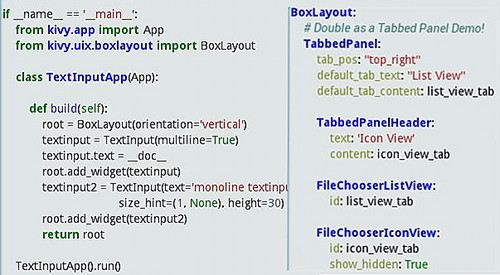 if __name__ == '__main__':
from kivy.app import App
from kivy.uix.boxlayout import BoxLayout
class TextInputApp(App):
def build(self):
root = BoxLayout(orientation='vertical')
textinput = TextInput(multiline=True)
textinput.text = __doc__
root.add_widget(textinput)
textinput2 = TextInput(text='monoline textinpu
size_hint=(1, None), height=30)
root.add_widget(textinput2)
return root
TextInputApp().run()
BoxLayout:
# Double as a Tabbed Panel Demo!
TabbedPanel:
tab_pos: "top_right"
default_tab_text: "List View"
default_tab_content: list_view_tab
TabbedPanelHeader:
text: 'Icon View'
content: icon_view_tab
FileChooserListView:
id: list_view_tab
FileChooserIconView:
id: icon_view_tab
show_hidden: True